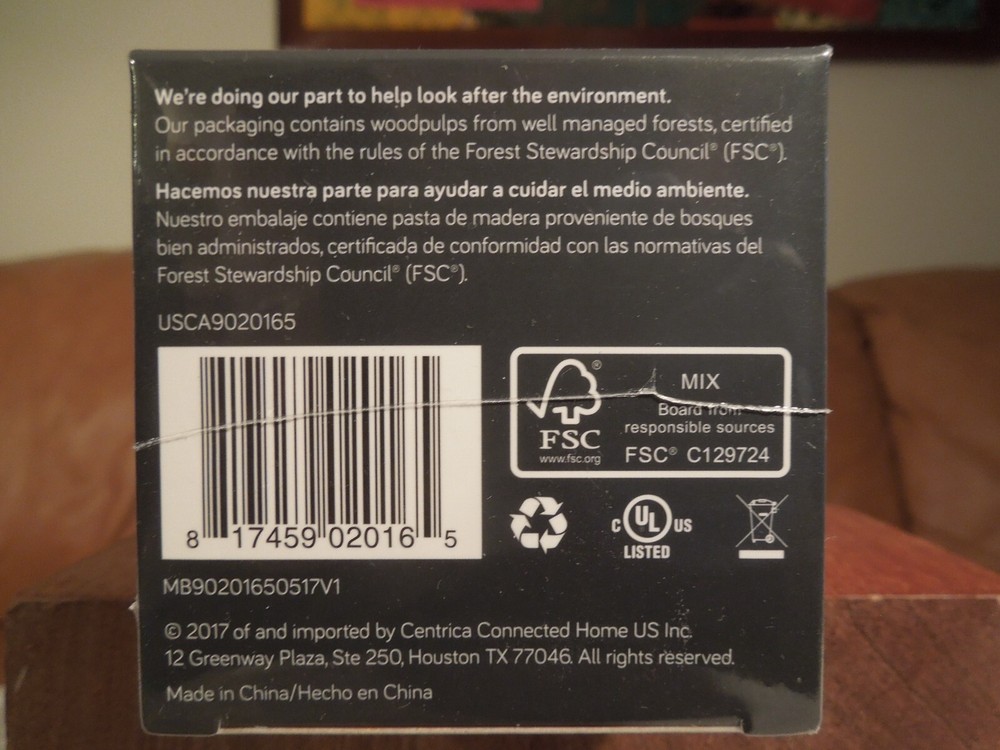 We're doing our part to help look after the environment.
Our packaging contains woodpulps from well managed forests, certified
in accordance with the rules of the Forest Stewardship Council® (FSC®).
Hacemos nuestra parte para ayudar a cuidar el medio ambiente.
Nuestro embalaje contiene pasta de madera proveniente de bosques
bien administrados, certificada de conformidad con las normativas del
Forest Stewardship Council® (FSC®).
USCA9020165
8 17459 02016 5
®
FSC
www.fsc.org
MIX
Board from
responsible sources
FSC® C129724
C UL US
LISTED
MB90201650517V1
© 2017 of and imported by Centrica Connected Home US Inc.
12 Greenway Plaza, Ste 250, Houston TX 77046. All rights reserved.
Made in China/Hecho en China